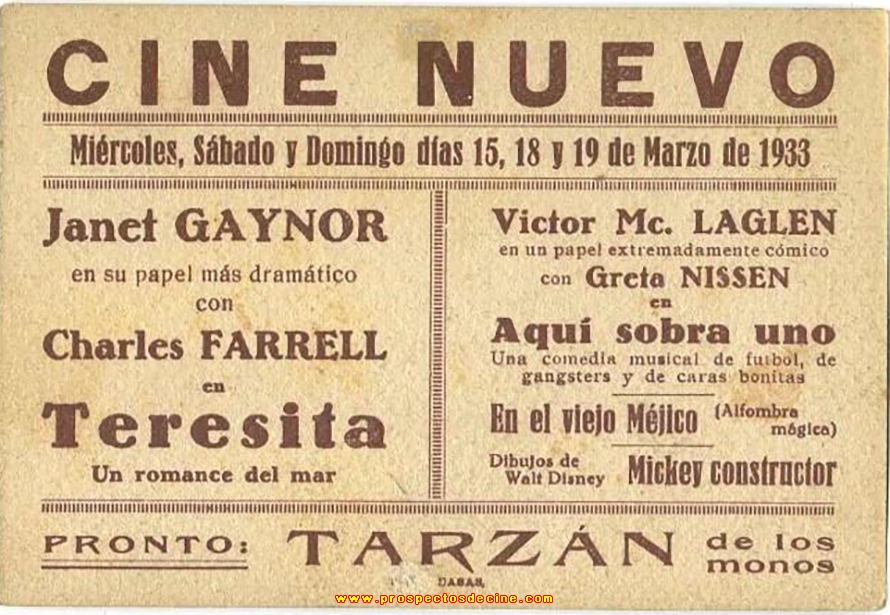 CINE NUEVO
Miércoles, Sábado y Domingo días 15, 18 y 19 de Marzo de 1933
Janet GAYNOR
en su papel más dramático
con
Charles FARRELL
en
Teresita
Un romance del mar
Victor Mc. LAGLEN
en un papel extremadamente cómico
con Greta NISSEN
en
Aquí sobra uno
Una comedia musical de futbol, de
gangsters y de caras bonitas
En el viejo Méjico (Alfombra
mágica)
Dibujos de
Walt Disney Mickey constructor
PRONTO: TARZÁN de los
monos
DASAS,
www.prospectosdecine.com